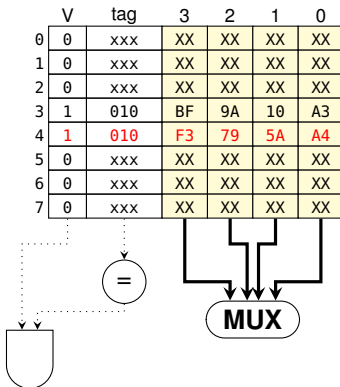 V tag 3 2 1 0
0 0 xxx XX XX XX XX
1 0 xxx XX XX XX XX
2 0 xxx XX XX XX XX
3 1 010 BF 9A 10 A3
4 1 010 F3 79 5A A4
5 0 xxx XX XX XX XX
6 0 xxx XX XX XX XX
7 0 xxx XX XX XX XX
=
MUX